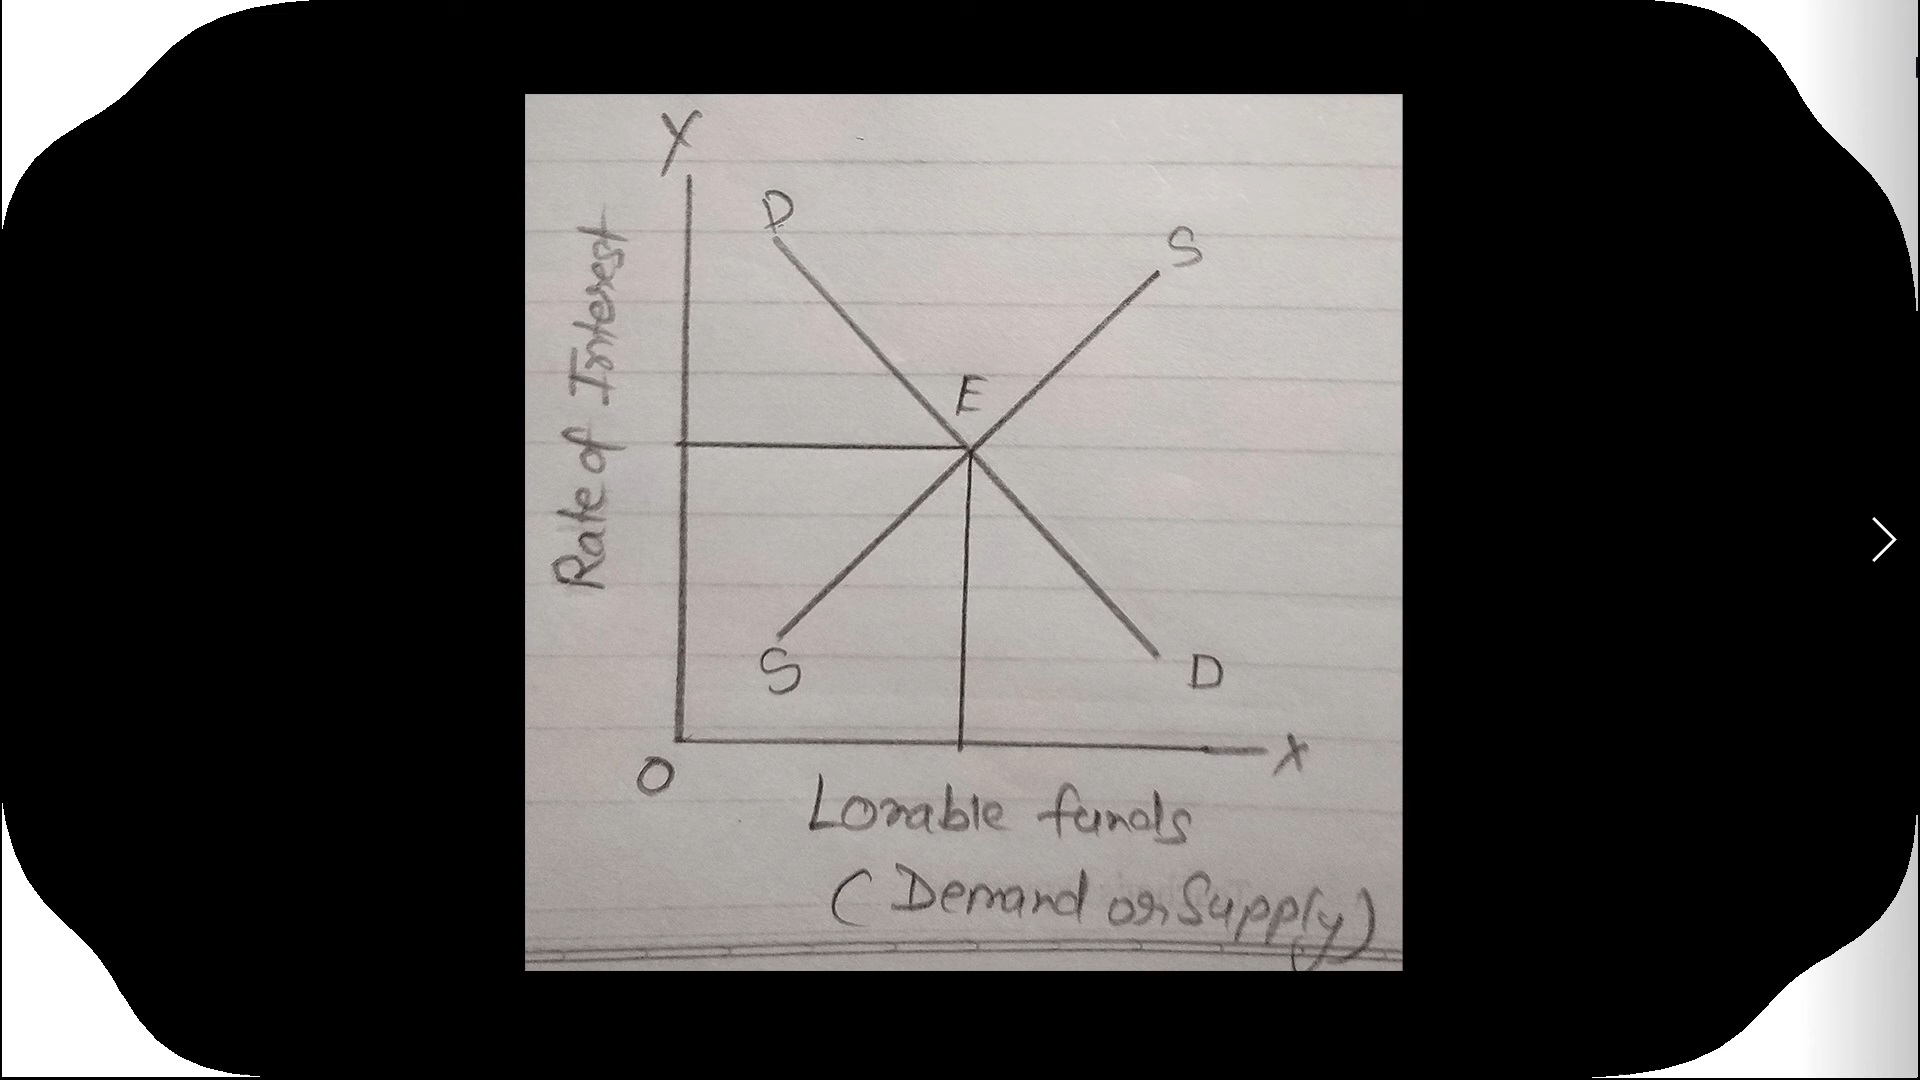 Y
D
S
Rate of Interest
E
S
D
O
X
Lonable funds
(Demand or Supply)